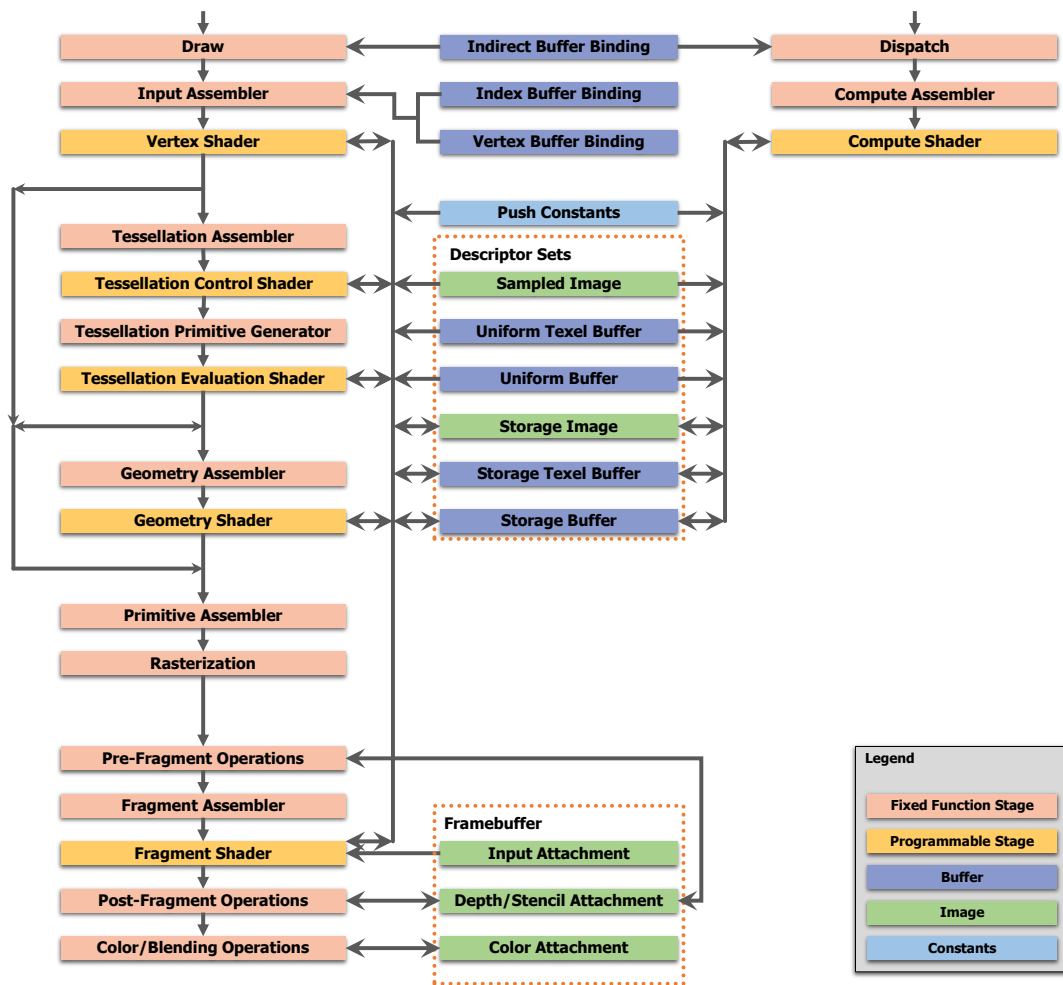 Draw
Indirect Buffer Binding
Dispatch
Input Assembler
Index Buffer Binding
Compute Assembler
Vertex Shader
Vertex Buffer Binding
Compute Shader
Push Constants
Tessellation Assembler
Descriptor Sets
Tessellation Control Shader
Sampled Image
Tessellation Primitive Generator
Uniform Texel Buffer
Tessellation Evaluation Shader
Uniform Buffer
Storage Image
Geometry Assembler
Storage Texel Buffer
Geometry Shader
Storage Buffer
Primitive Assembler
Rasterization
Pre-Fragment Operations
Fragment Assembler
Framebuffer
Fragment Shader
Input Attachment
Post-Fragment Operations
Depth/Stencil Attachment
Color/Blending Operations
Color Attachment
Legend
Fixed Function Stage
Programmable Stage
Buffer
Image
Constants